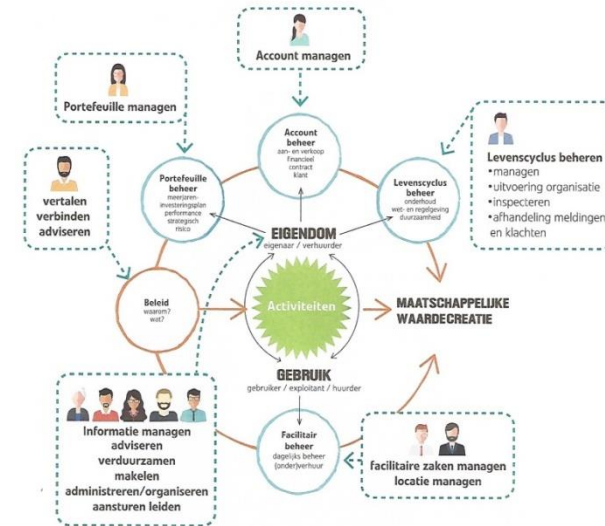 Account managen
Portefeuille managen
vertalen
verbinden
adviseren
Account
beheer
aan- en verkoop
financieel
contract
klant
Portefeuille
beheer
meerjaren-
investeringsplan
performance
strategisch
risico
Levenscyclus
beheer
onderhoud
wet- en regelgeving
duurzaamheid
Levenscyclus beheren
•managen
•uitvoering organisatie
•inspecteren
•afhandeling meldingen
en klachten
EIGENDOM
eigenaar / verhuurder
Beleid
waarom?
wat?
Activiteiten
MAATSCHAPPELIJKE
WAARDECREATIE
GEBRUIK
gebruiker / exploitant / huurder
Facilitair
beheer
dagelijks beheer
(onder)verhuur
Informatie managen
adviseren
verduurzamen
makelen
administreren/organiseren
aansturen leiden
facilitaire zaken managen
locatie managen